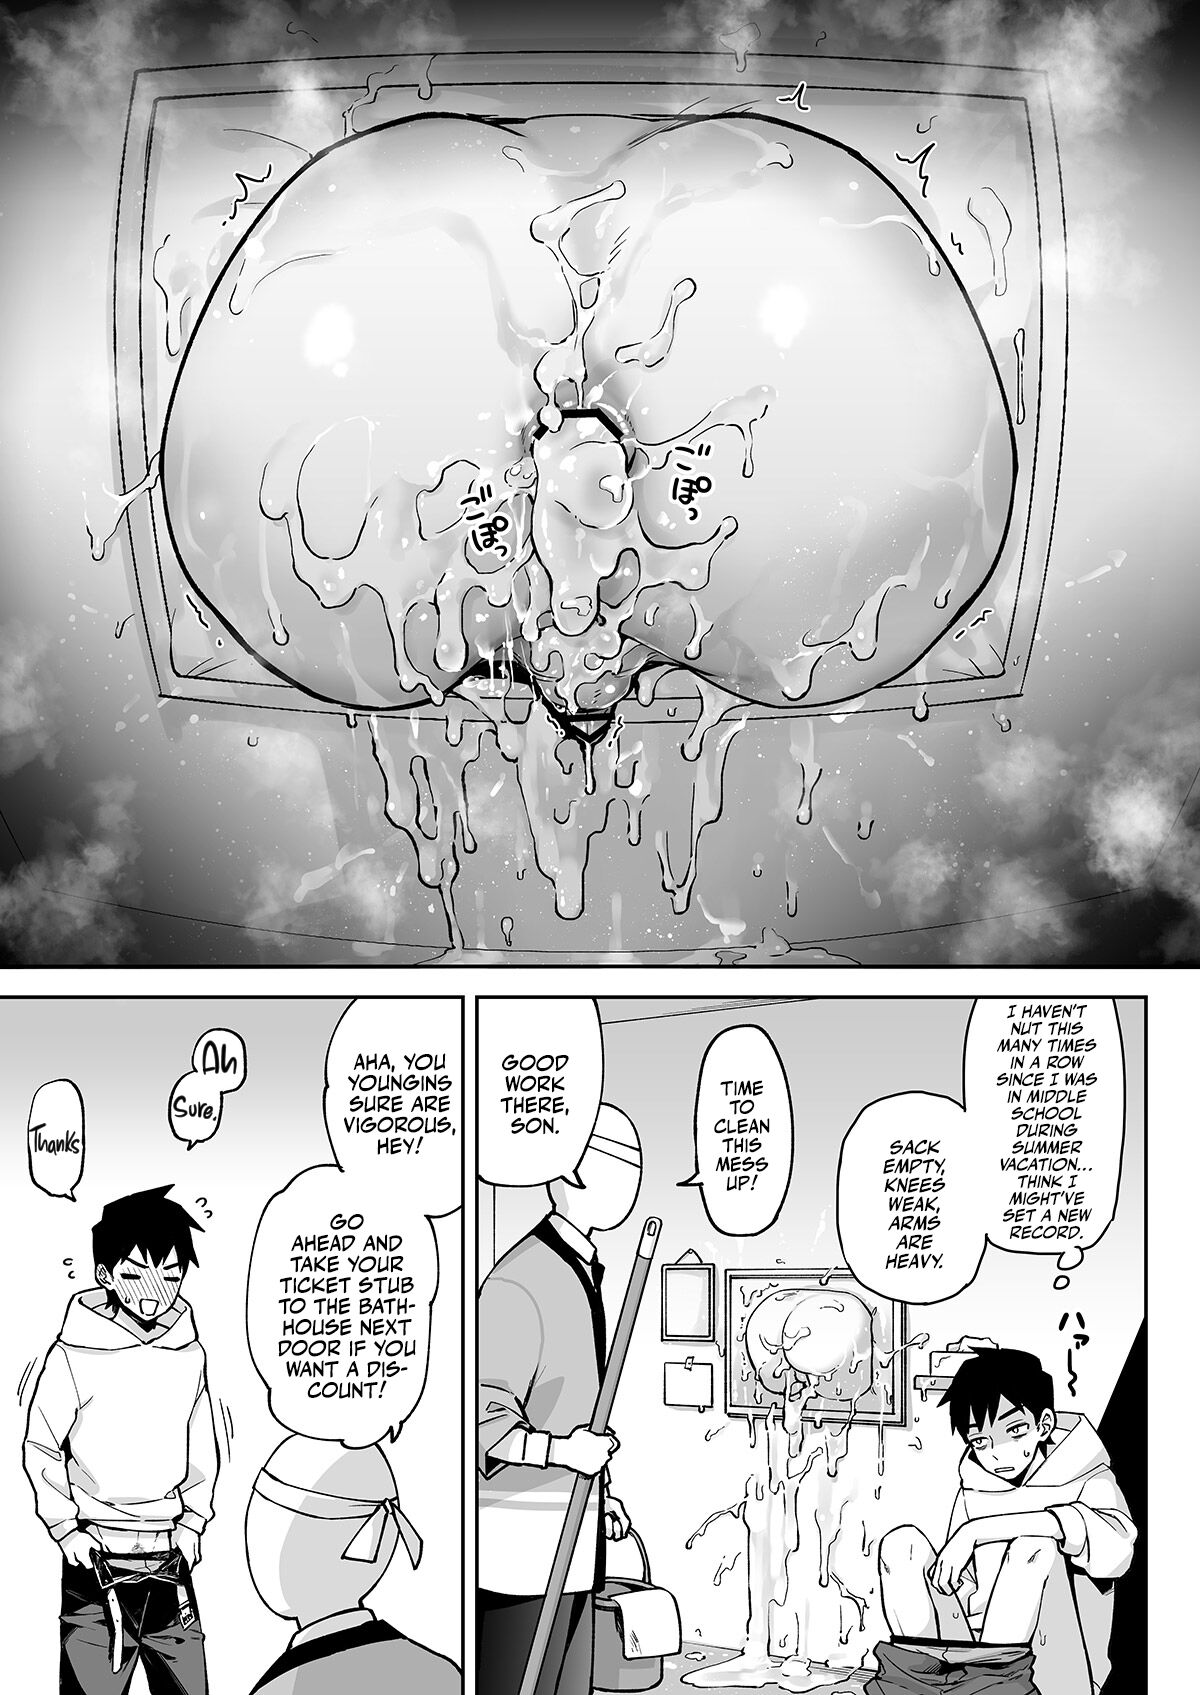 ごぽっ
ごぽっ
I HAVEN'T
NUT THIS
MANY TIMES
IN A ROW
SINCE I WAS
IN MIDDLE
SCHOOL
DURING
SUMMER
VACATION...
THINK I
MIGHT'VE
SET A NEW
RECORD.
SACK
EMPTY,
KNEES
WEAK,
ARMS
ARE
HEAVY.
ハァー
TIME
TO
CLEAN
THIS
MESS
UP!
GOOD
WORK
THERE,
SON.
AHA, YOU
YOUNGINS
SURE ARE
VIGOROUS,
HEY!
GO
AHEAD AND
TAKE YOUR
TICKET STUB
TO THE BATH-
HOUSE NEXT
DOOR IF YOU
WANT A DIS-
COUNT!
Ah
Sure.
Thanks